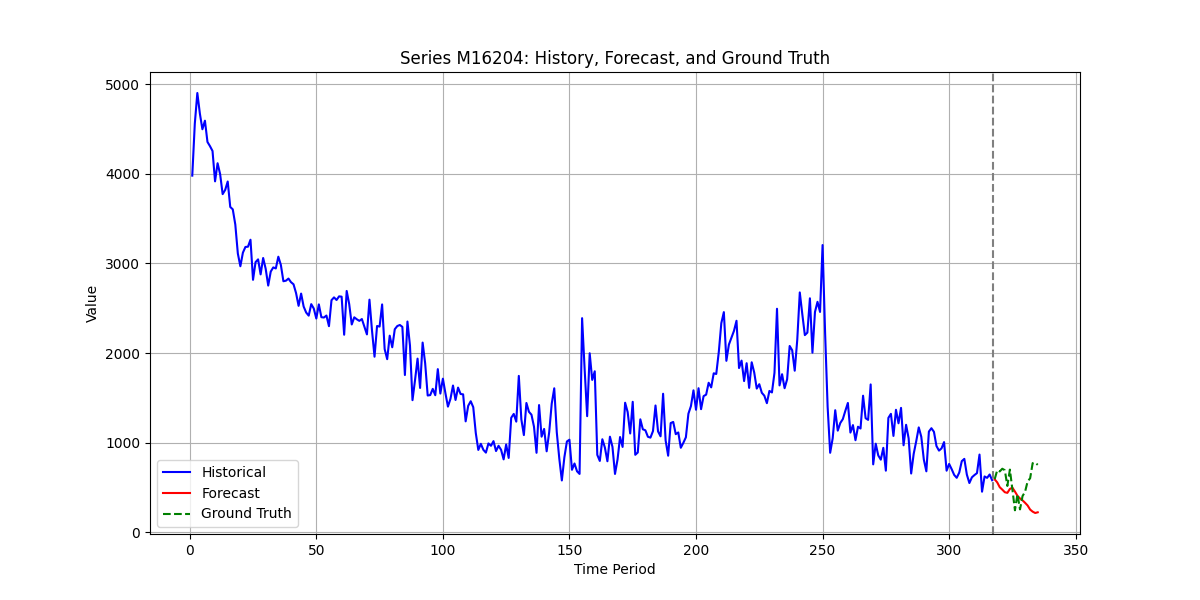 Series M16204: History, Forecast, and Ground Truth
5000
4000
3000
2000
1000
0
Value
Historical
Forecast
Ground Truth
0
50
100
150
200
250
300
350
Time Period